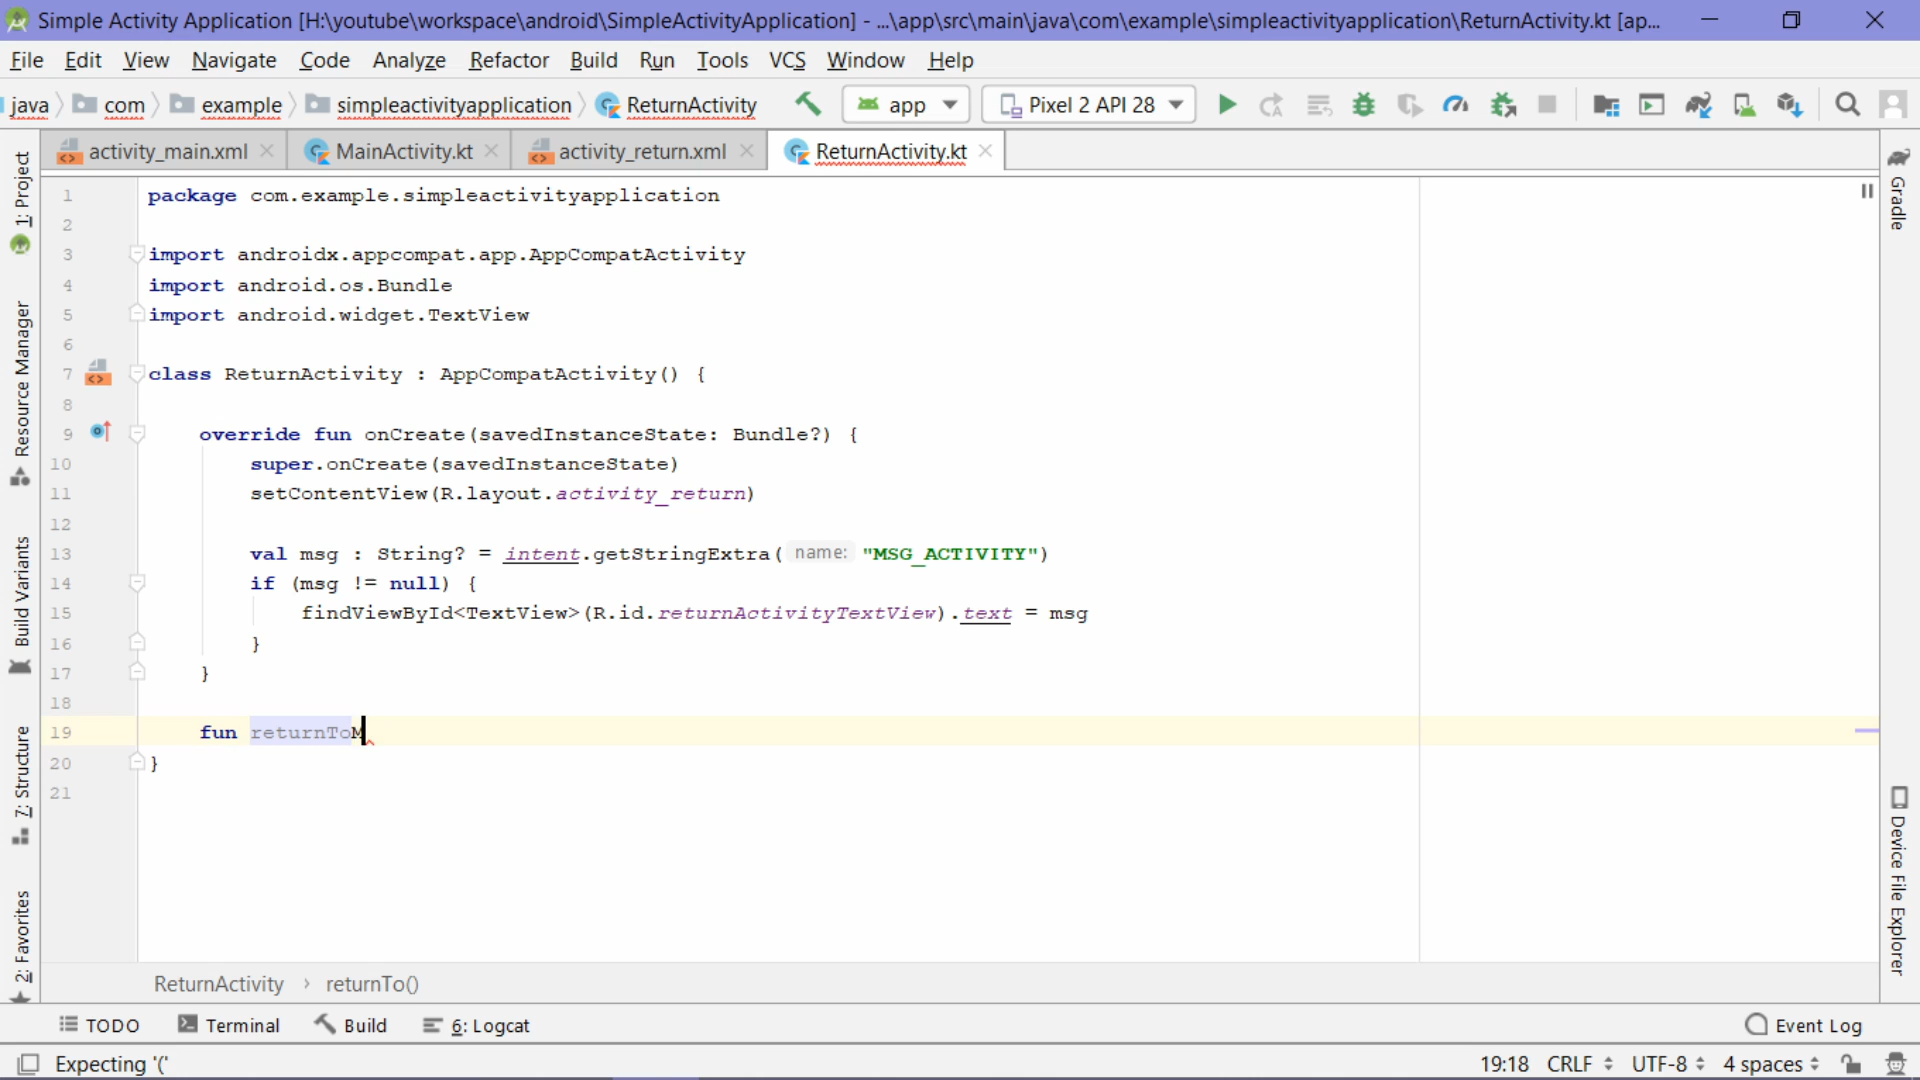 Simple Activity Application [H:\youtube\workspace\android\SimpleActivityApplication] - ...\app\src\main\java\com\example\simpleactivityapplication\ReturnActivity.kt [ap...
File Edit View Navigate Code Analyze Refactor Build Run Tools VCS Window Help
java com example simpleactivityapplication ReturnActivity app Pixel 2 API 28
activity_main.xml MainActivity.kt activity_return.xml ReturnActivity.kt
1: Project
Resource Manager
Build Variants
7: Structure
2: Favorites
1 package com.example.simpleactivityapplication
2
3 import androidx.appcompat.app.AppCompatActivity
4 import android.os.Bundle
5 import android.widget.TextView
6
7 class ReturnActivity : AppCompatActivity() {
8
9 override fun onCreate(savedInstanceState: Bundle?) {
10 super.onCreate(savedInstanceState)
11 setContentView(R.layout.activity_return)
12
13 val msg : String? = intent.getStringExtra( name: "MSG_ACTIVITY")
14 if (msg != null) {
15 findViewById<TextView>(R.id.returnActivityTextView).text = msg
16 }
17 }
18
19 fun returnToM
20 }
21
Gradle
Device File Explorer
ReturnActivity › returnTo()
TODO Terminal Build 6: Logcat Event Log
Expecting '(' 19:18 CRLF UTF-8 4 spaces